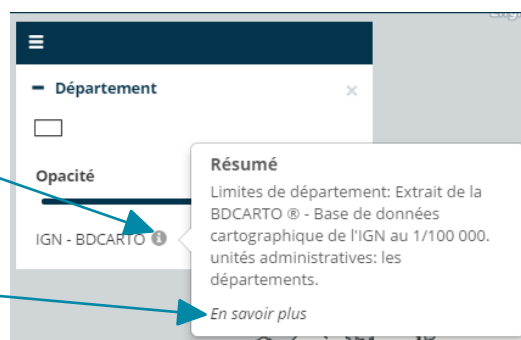 Eng
Département
Opacité
IGN - BDCARTO
Résumé
Limites de département: Extrait de la
BDCARTO ® - Base de données
cartographique de l'IGN au 1/100 000.
unités administratives: les
départements.
En savoir plus